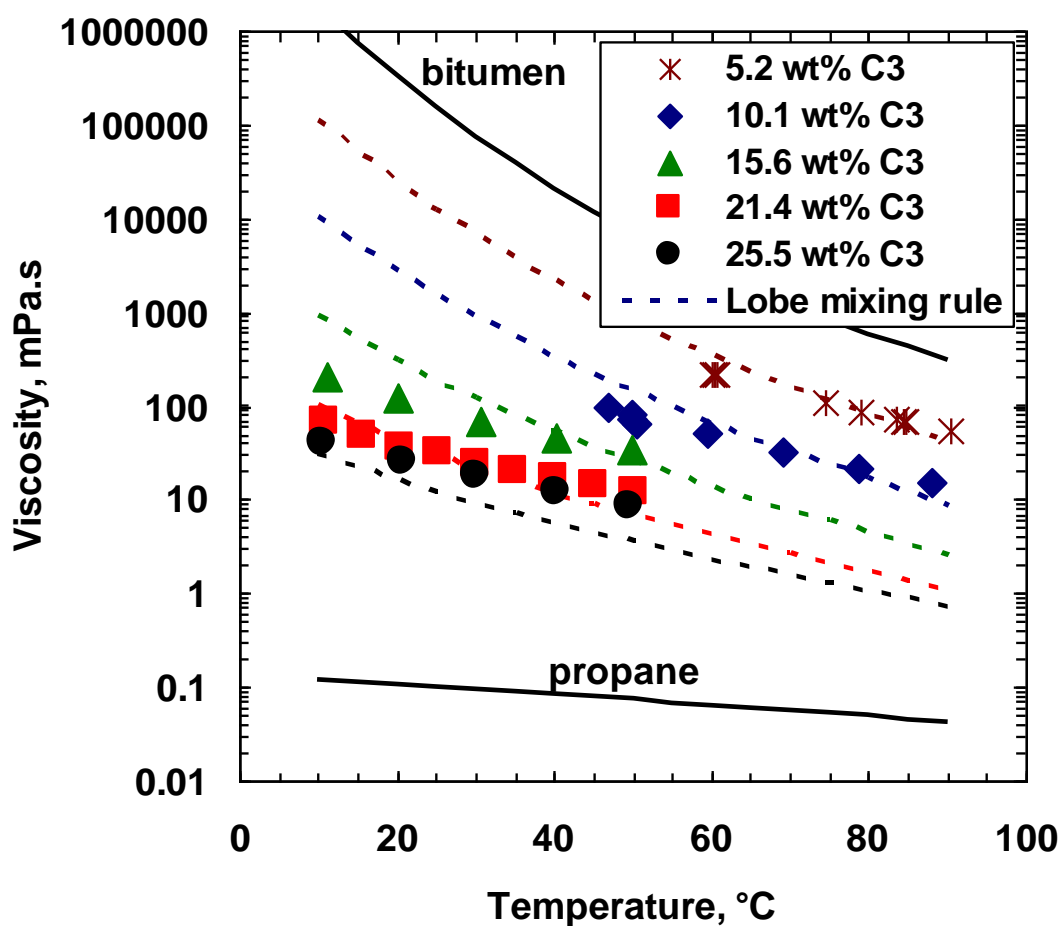 1000000
100000
10000
1000
100
10
1
0.1
0.01
Viscosity, mPa.s
bitumen
5.2 wt% C3
10.1 wt% C3
15.6 wt% C3
21.4 wt% C3
25.5 wt% C3
Lobe mixing rule
propane
0 20 40 60 80 100
Temperature, °C